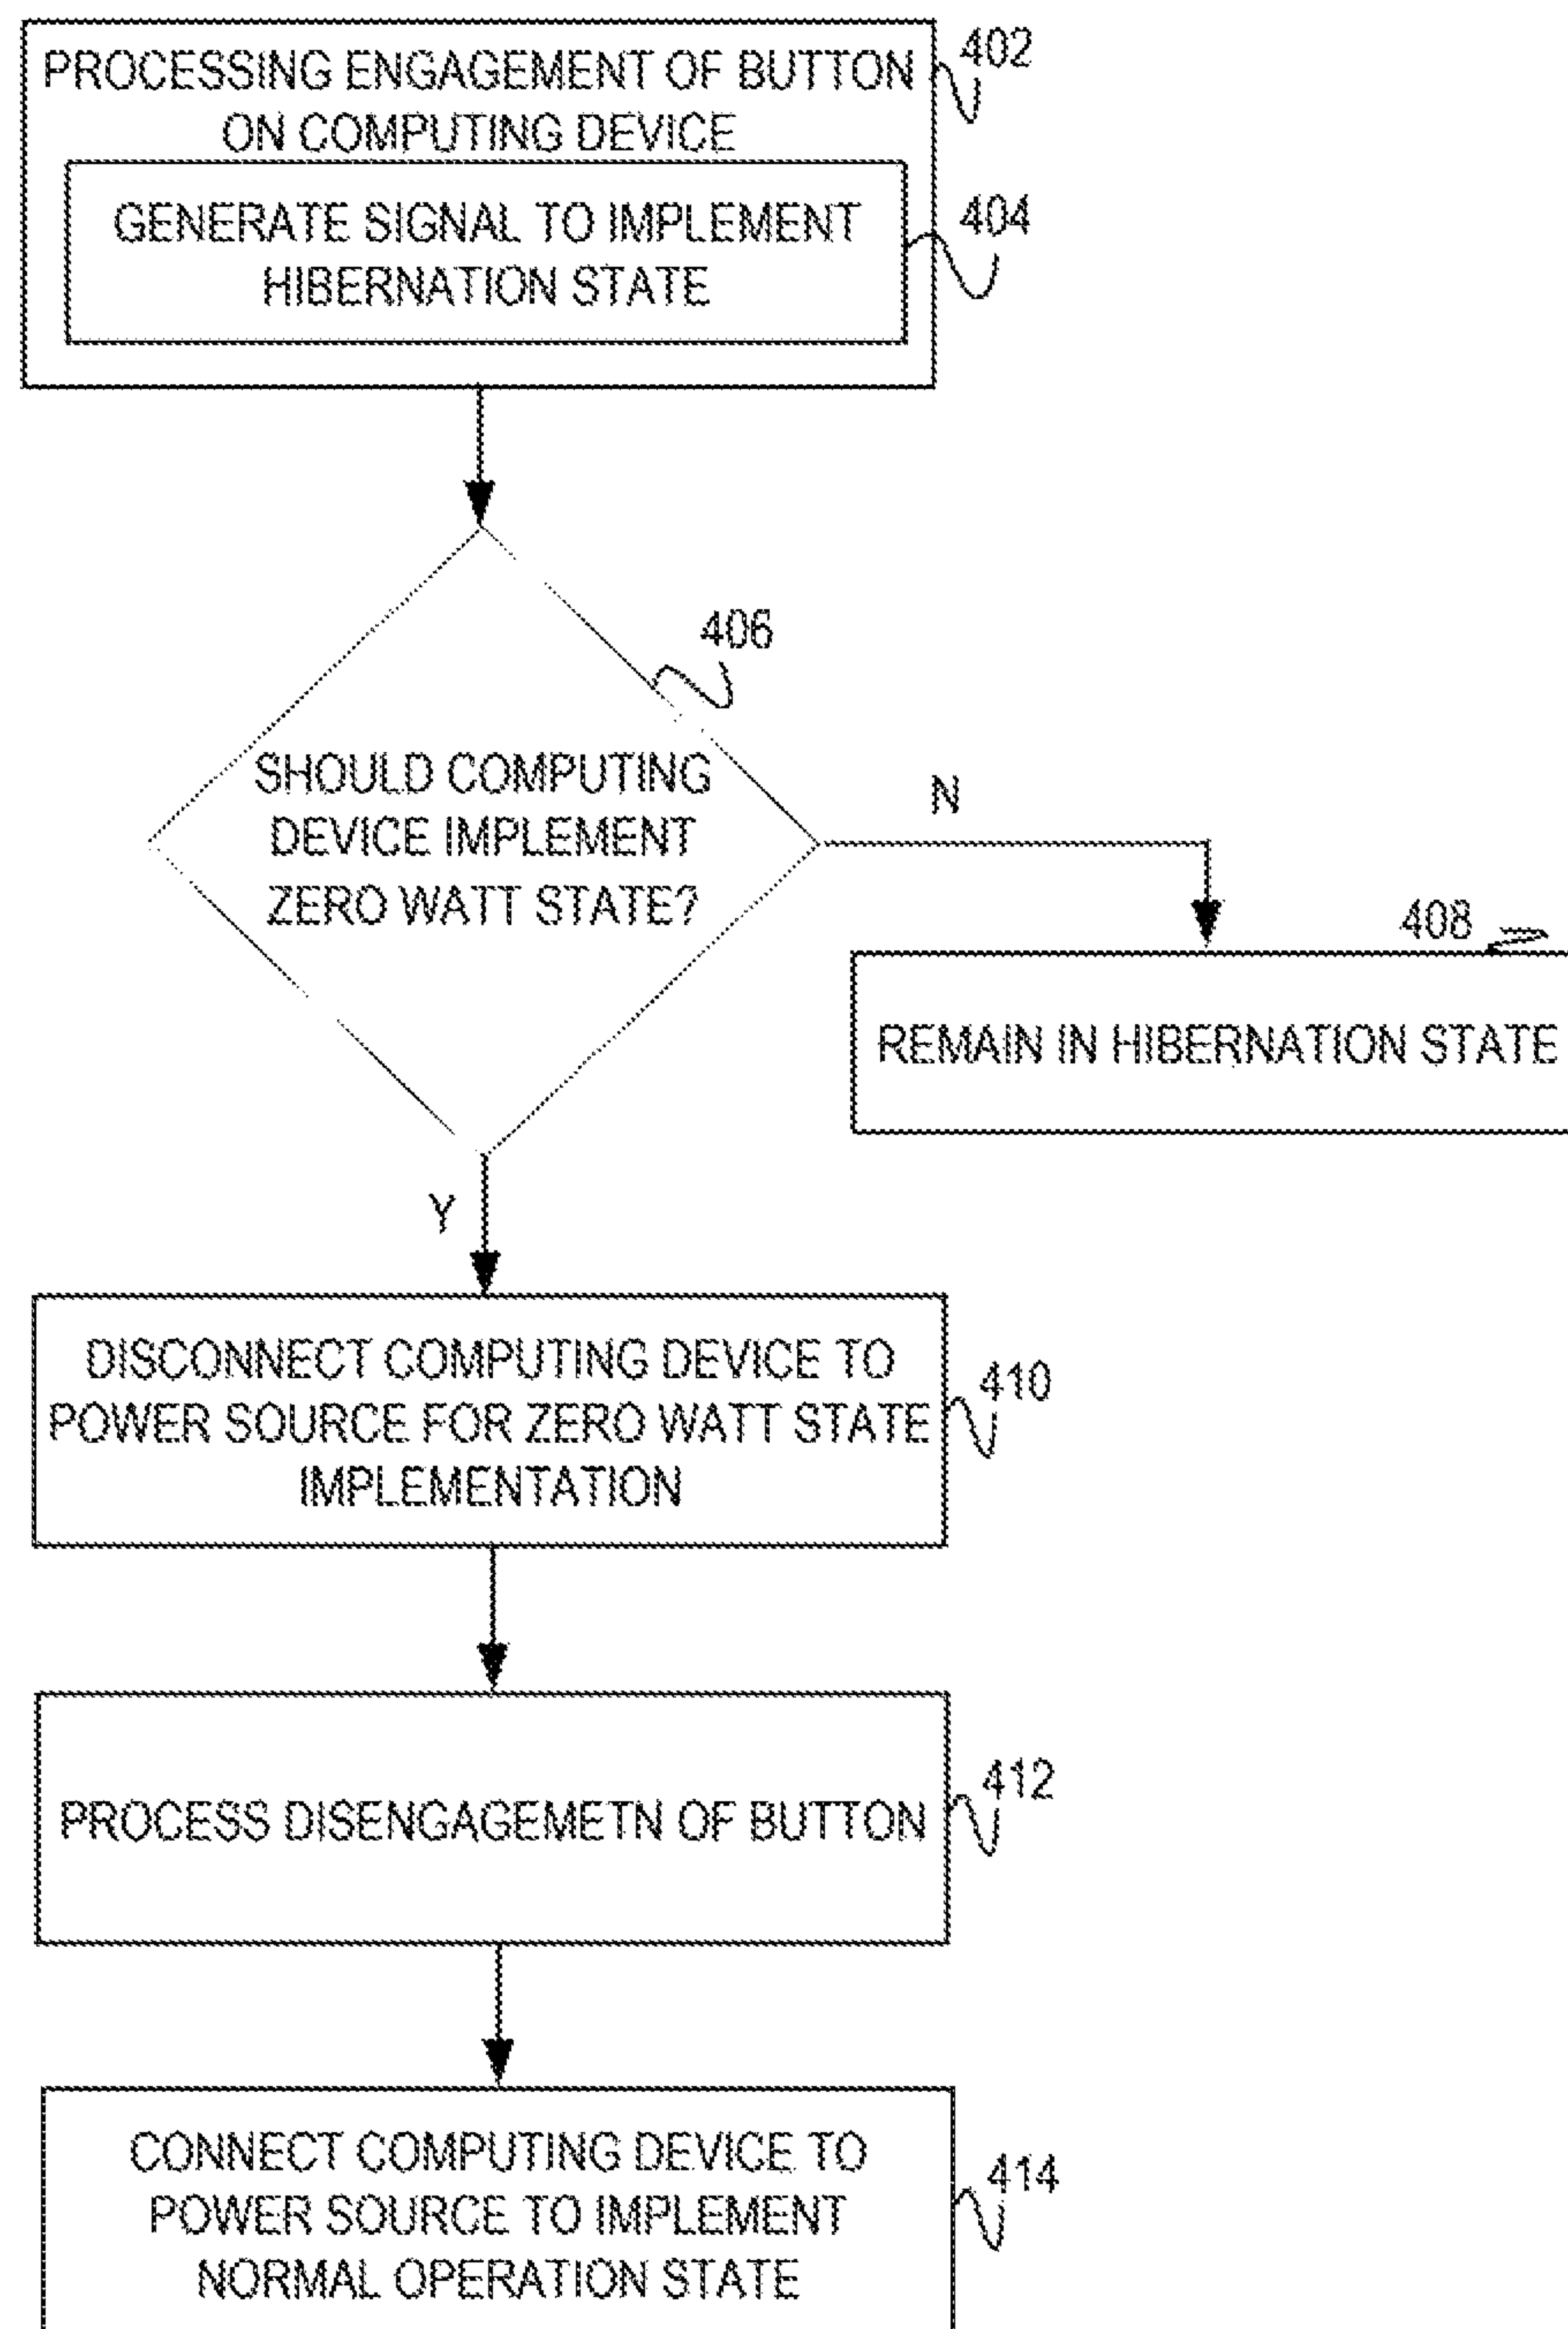 PROCESSING ENGAGEMENT OF BUTTON
ON COMPUTING DEVICE
402
GENERATE SIGNAL TO IMPLEMENT
HIBERNATION STATE
404
406
SHOULD COMPUTING
DEVICE IMPLEMENT
ZERO WATT STATE?
N
408
REMAIN IN HIBERNATION STATE
Y
DISCONNECT COMPUTING DEVICE TO
POWER SOURCE FOR ZERO WATT STATE
IMPLEMENTATION
410
PROCESS DISENGAGEMETN OF BUTTON
412
CONNECT COMPUTING DEVICE TO
POWER SOURCE TO IMPLEMENT
NORMAL OPERATION STATE
414